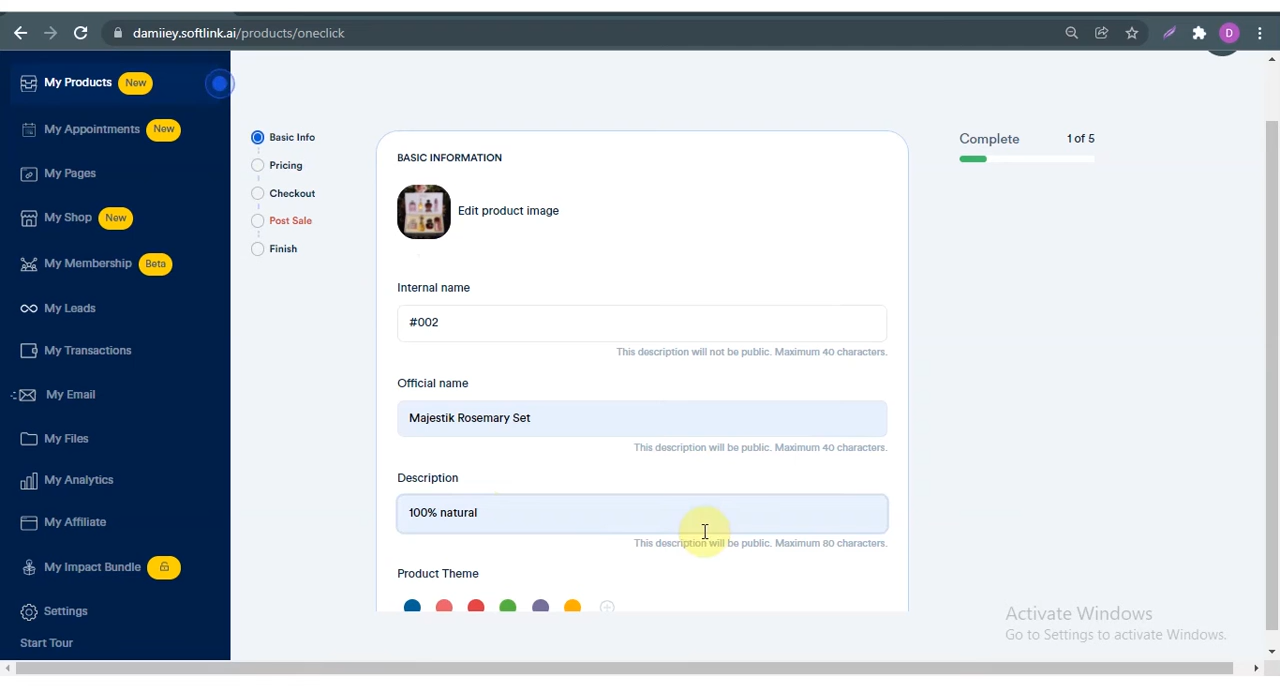 damiiey.softlink.ai/products/oneclick
D
My Products New
My Appointments New
My Pages
My Shop New
My Membership Beta
My Leads
My Transactions
My Email
My Files
My Analytics
My Affiliate
My Impact Bundle
Settings
Start Tour
Basic Info
Pricing
Checkout
Post Sale
Finish
BASIC INFORMATION
Edit product image
Internal name
#002
This description will not be public. Maximum 40 characters.
Official name
Majestik Rosemary Set
This description will be public. Maximum 40 characters.
Description
100% natural
This description will be public. Maximum 80 characters.
Product Theme
Complete 1 of 5
Activate Windows
Go to Settings to activate Windows.